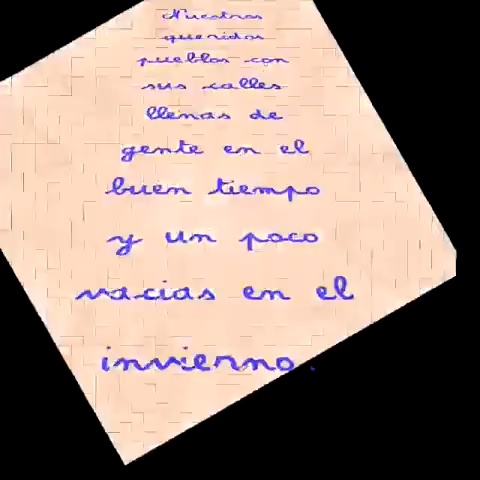 Nuestros
queridos
pueblos con
sus calles
llenas de
gente en el
buen tiempo
y un poco
vacias en el
invierno.